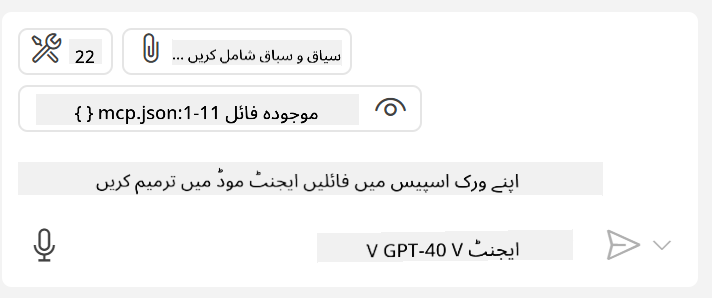 22
سیاق و سباق شامل کریں ...
{ } mcp.json:1-11 موجودہ فائل
اپنے ورک اسپیس میں فائلیں ایجنٹ موڈ میں ترمیم کریں
ایجنٹ V GPT-40 V